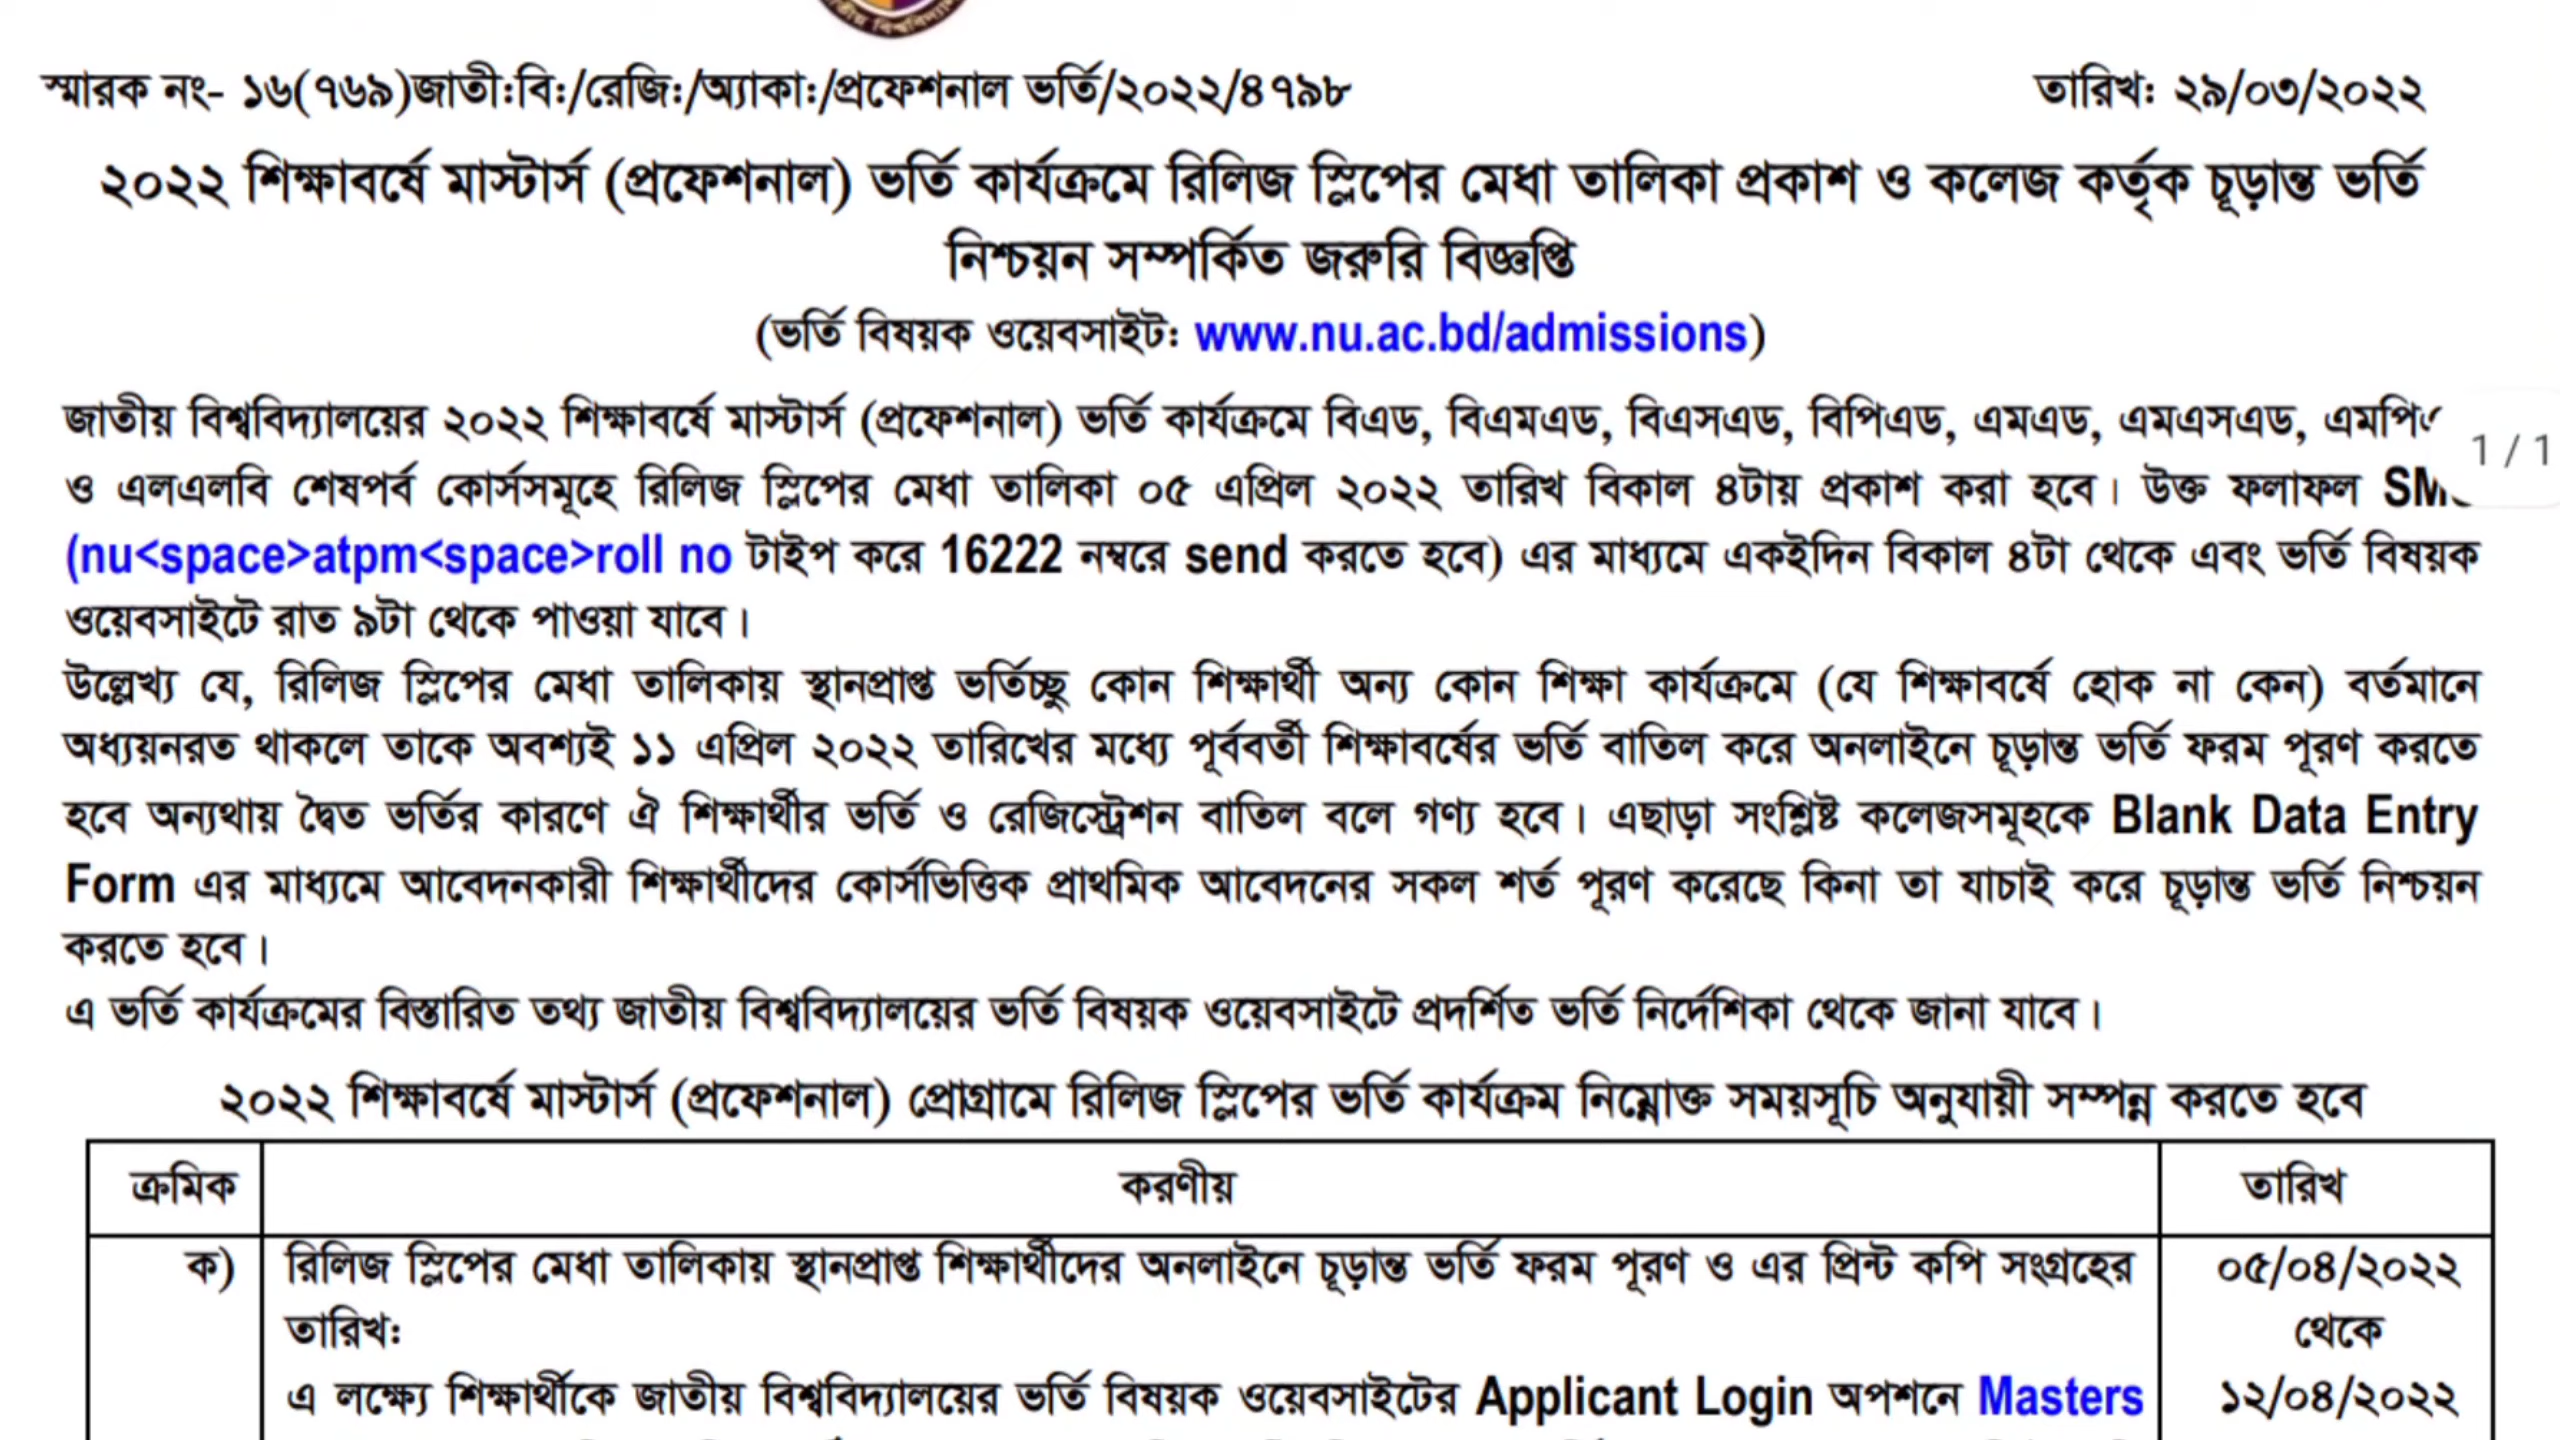 জাতীয় বিশ্ববিদ্যা
স্মারক নং- ১৬(৭৬৯)জাতী:বি:/রেজি:/অ্যাকা:/প্রফেশনাল ভর্তি/২০২২/৪৭৯৮ তারিখ: ২৯/০৩/২০২২
২০২২ শিক্ষাবর্ষে মাস্টার্স (প্রফেশনাল) ভর্তি কার্যক্রমে রিলিজ স্লিপের মেধা তালিকা প্রকাশ ও কলেজ কর্তৃক চূড়ান্ত ভর্তি
নিশ্চয়ন সম্পর্কিত জরুরি বিজ্ঞপ্তি
(ভর্তি বিষয়ক ওয়েবসাইট: www.nu.ac.bd/admissions)
জাতীয় বিশ্ববিদ্যালয়ের ২০২২ শিক্ষাবর্ষে মাস্টার্স (প্রফেশনাল) ভর্তি কার্যক্রমে বিএড, বিএমএড, বিএসএড, বিপিএড, এমএড, এমএসএড,
1 / 1
ও এলএলবি শেষপর্ব কোর্সসমূহে রিলিজ স্লিপের মেধা তালিকা ০৫ এপ্রিল ২০২২ তারিখ বিকাল ৪টায় প্রকাশ করা হবে। উক্ত ফলাফল
(nu<space>atpm<space>roll no টাইপ করে 16222 নম্বরে send করতে হবে) এর মাধ্যমে একইদিন বিকাল ৪টা থেকে এবং ভর্তি বিষয়ক
ওয়েবসাইটে রাত ৯টা থেকে পাওয়া যাবে।
উল্লেখ্য যে, রিলিজ স্লিপের মেধা তালিকায় স্থানপ্রাপ্ত ভর্তিচ্ছু কোন শিক্ষার্থী অন্য কোন শিক্ষা কার্যক্রমে (যে শিক্ষাবর্ষে হোক না কেন) বর্তমানে
অধ্যয়নরত থাকলে তাকে অবশ্যই ১১ এপ্রিল ২০২২ তারিখের মধ্যে পূর্ববর্তী শিক্ষাবর্ষের ভর্তি বাতিল করে অনলাইনে চূড়ান্ত ভর্তি ফরম পূরণ করতে
হবে অন্যথায় দ্বৈত ভর্তির কারণে ঐ শিক্ষার্থীর ভর্তি ও রেজিস্ট্রেশন বাতিল বলে গণ্য হবে। এছাড়া সংশ্লিষ্ট কলেজসমূহকে Blank Data Entry
Form এর মাধ্যমে আবেদনকারী শিক্ষার্থীদের কোর্সভিত্তিক প্রাথমিক আবেদনের সকল শর্ত পূরণ করেছে কিনা তা যাচাই করে চূড়ান্ত ভর্তি নিশ্চয়ন
করতে হবে।
এ ভর্তি কার্যক্রমের বিস্তারিত তথ্য জাতীয় বিশ্ববিদ্যালয়ের ভর্তি বিষয়ক ওয়েবসাইটে প্রদর্শিত ভর্তি নির্দেশিকা থেকে জানা যাবে।
২০২২ শিক্ষাবর্ষে মাস্টার্স (প্রফেশনাল) প্রোগ্রামে রিলিজ স্লিপের ভর্তি কার্যক্রম নিম্নোক্ত সময়সূচি অনুযায়ী সম্পন্ন করতে হবে
ক্রমিক করণীয় তারিখ
ক) রিলিজ স্লিপের মেধা তালিকায় স্থানপ্রাপ্ত শিক্ষার্থীদের অনলাইনে চূড়ান্ত ভর্তি ফরম পূরণ ও এর প্রিন্ট কপি সংগ্রহের ০৫/০৪/২০২২
তারিখ: থেকে
এ লক্ষ্যে শিক্ষার্থীকে জাতীয় বিশ্ববিদ্যালয়ের ভর্তি বিষয়ক ওয়েবসাইটের Applicant Login অপশনে Masters ১২/০৪/২০২২